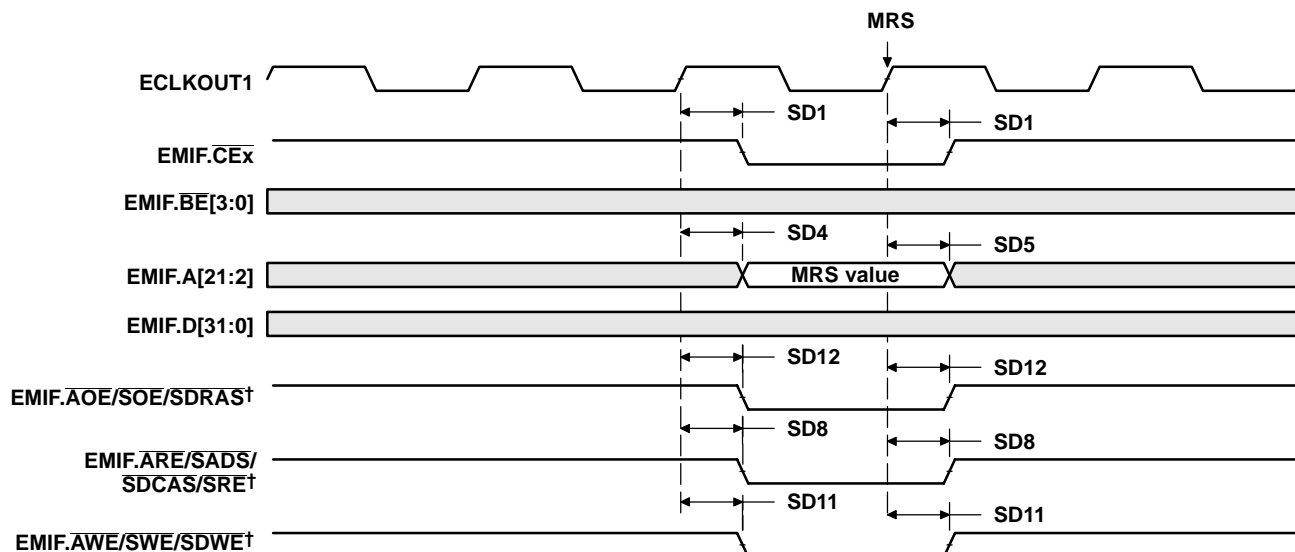 MRS
ECLKOUT1
SD1
SD1
EMIF.CEx
EMIF.BE[3:0]
SD4
SD5
EMIF.A[21:2]
MRS value
EMIF.D[31:0]
SD12
SD12
EMIF.AOE/SOE/SDRAS†
SD8
SD8
EMIF.ARE/SADS/
SDCAS/SRE†
SD11
SD11
EMIF.AWE/SWE/SDWE†